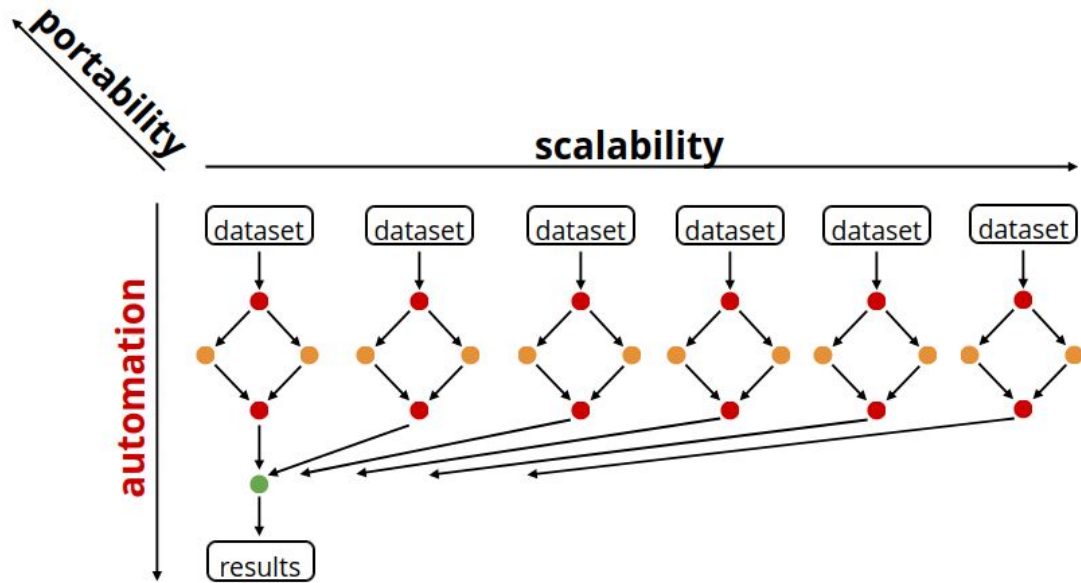 portability
scalability
dataset dataset dataset dataset dataset dataset
automation
results